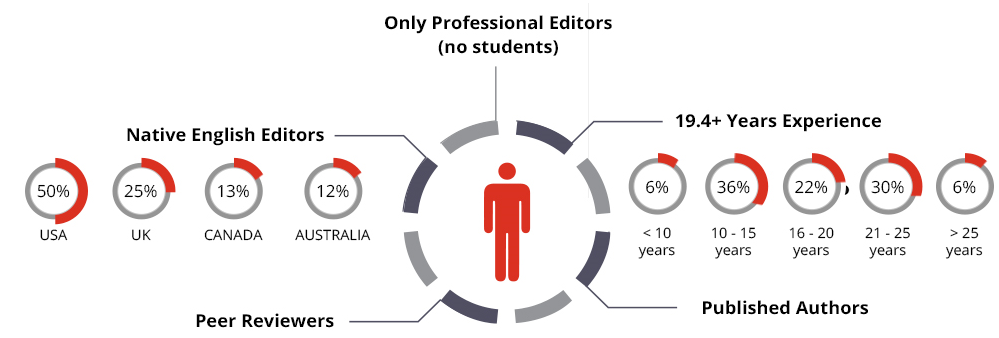 Only Professional Editors
(no students)
Native English Editors
19.4+ Years Experience
50% 25% 13% 12%
USA UK CANADA AUSTRALIA
6% 36% 22% 30% 6%
< 10 10 - 15 16 - 20 21 - 25 > 25
years years years years years
Peer Reviewers
Published Authors